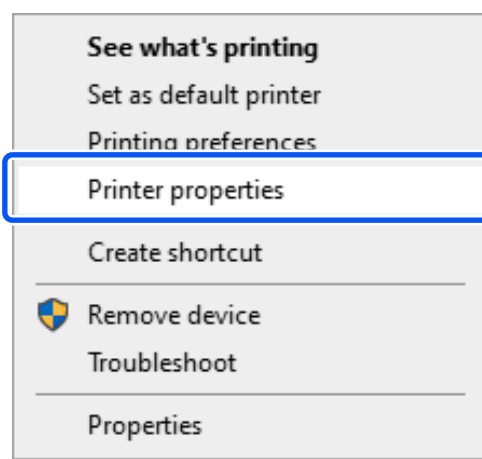 See what's printing
Set as default printer
Printing preferences
Printer properties
Create shortcut
Remove device
Troubleshoot
Properties